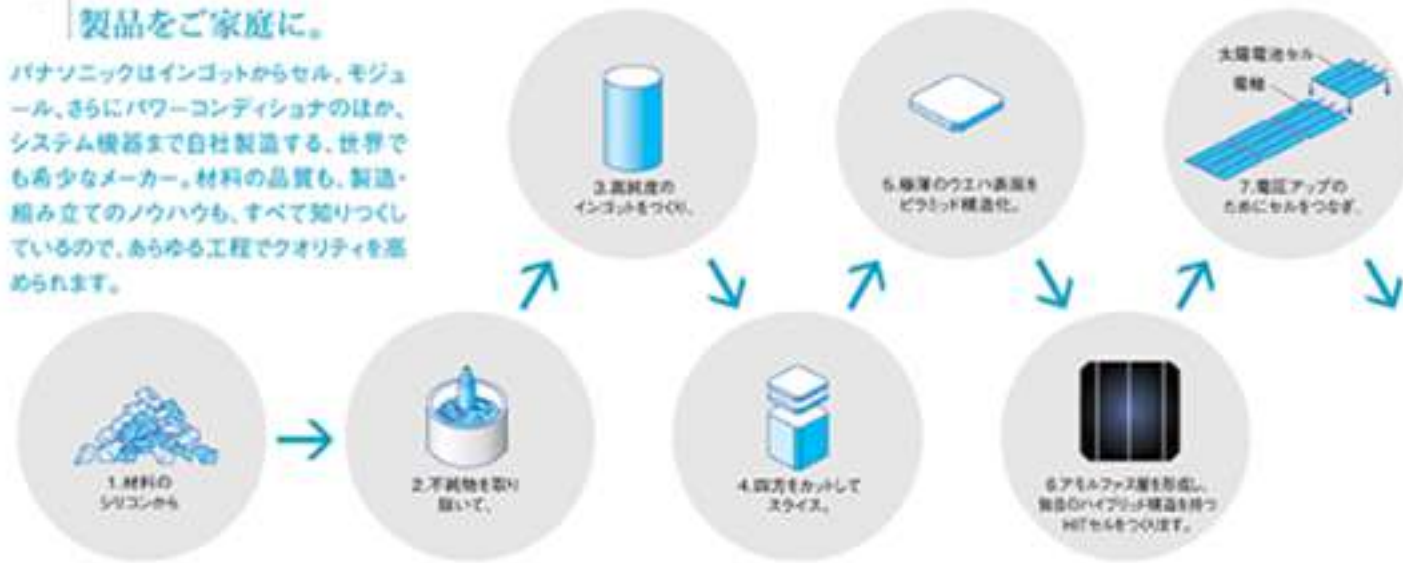 製品をご家庭に。
パナソニックはインゴットからセル、モジュ
ール、さらにパワーコンディショナのほか、
システム機器まで自社製造する、世界で
も希少なメーカー。材料の品質も、製造・
組み立てのノウハウも、すべて知りつくし
ているので、あらゆる工程でクオリティを高
められます。
1.材料の
シリコンから
2.不純物を取り
除いて、
3.高純度の
インゴットをつくり、
4.四方をカットして
スライス。
5.極薄のウエハ表面を
ピラミッド構造化。
6.アモルファス層を形成し、
独自のハイブリッド構造を持つ
HITセルをつくります。
太陽電池セル
電極
7.電圧アップの
ためにセルをつなぎ、